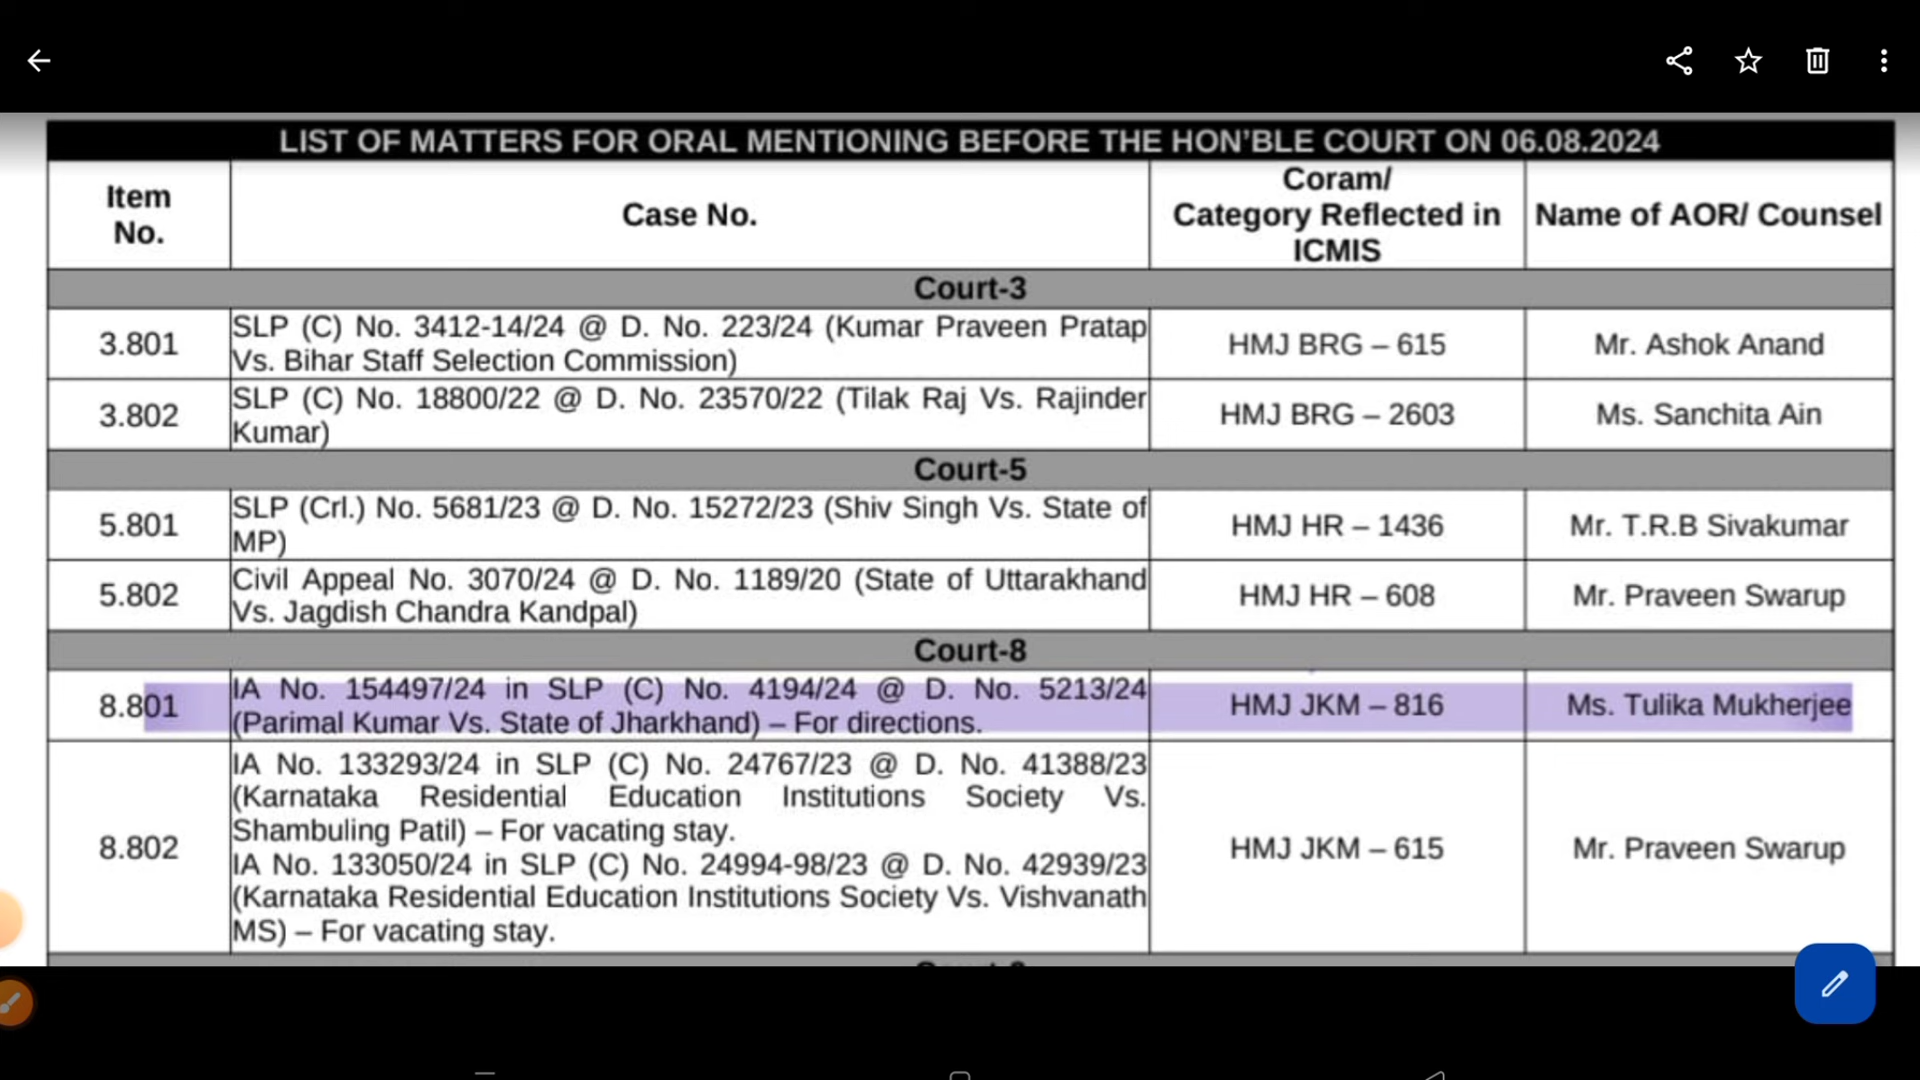 LIST OF MATTERS FOR ORAL MENTIONING BEFORE THE HON'BLE COURT ON 06.08.2024
Item
No.
Case No.
Coram/
Category Reflected in
ICMIS
Name of AOR/ Counsel
Court-3
3.801
SLP (C) No. 3412-14/24 @ D. No. 223/24 (Kumar Praveen Pratap
Vs. Bihar Staff Selection Commission)
HMJ BRG – 615
Mr. Ashok Anand
3.802
SLP (C) No. 18800/22 @ D. No. 23570/22 (Tilak Raj Vs. Rajinder
Kumar)
HMJ BRG – 2603
Ms. Sanchita Ain
Court-5
5.801
SLP (Crl.) No. 5681/23 @ D. No. 15272/23 (Shiv Singh Vs. State of
MP)
HMJ HR – 1436
Mr. T.R.B Sivakumar
5.802
Civil Appeal No. 3070/24 @ D. No. 1189/20 (State of Uttarakhand
Vs. Jagdish Chandra Kandpal)
HMJ HR – 608
Mr. Praveen Swarup
Court-8
8.801
IA No. 154497/24 in SLP (C) No. 4194/24 @ D. No. 5213/24
(Parimal Kumar Vs. State of Jharkhand) – For directions.
HMJ JKM – 816
Ms. Tulika Mukherjee
8.802
IA No. 133293/24 in SLP (C) No. 24767/23 @ D. No. 41388/23
(Karnataka Residential Education Institutions Society Vs.
Shambuling Patil) – For vacating stay.
IA No. 133050/24 in SLP (C) No. 24994-98/23 @ D. No. 42939/23
(Karnataka Residential Education Institutions Society Vs. Vishvanath
MS) – For vacating stay.
HMJ JKM – 615
Mr. Praveen Swarup